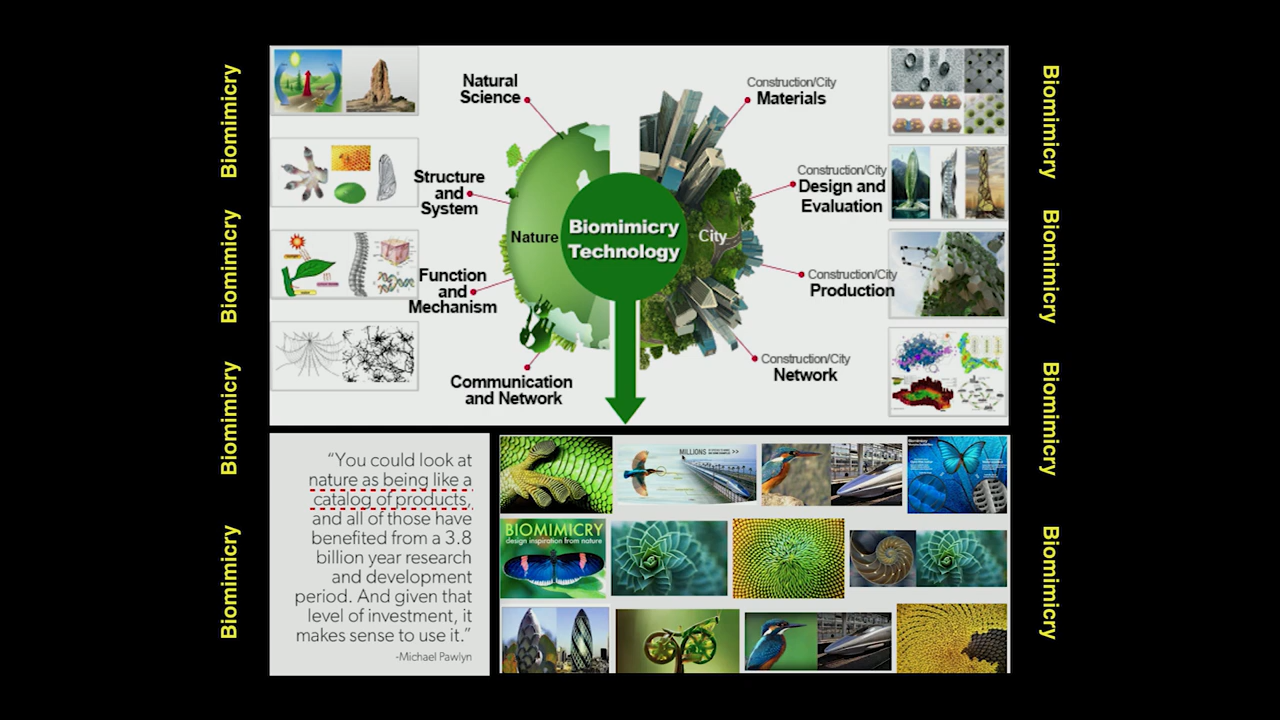 Biomimicry
Biomimicry
Biomimicry
Biomimicry
Natural
Science
Structure
and
System
Function
and
Mechanism
Communication
and Network
Nature
Biomimicry
Technology
City
Construction/City
Materials
Construction/City
Design and
Evaluation
Construction/City
Production
Construction/City
Network
“You could look at
nature as being like a
catalog of products,
and all of those have
benefited from a 3.8
billion year research
and development
period. And given that
level of investment, it
makes sense to use it.”
-Michael Pawlyn
MILLIONS
>>
Biomimicry
BIOMIMICRY
design inspiration from nature
Biomimicry
Biomimicry
Biomimicry
Biomimicry